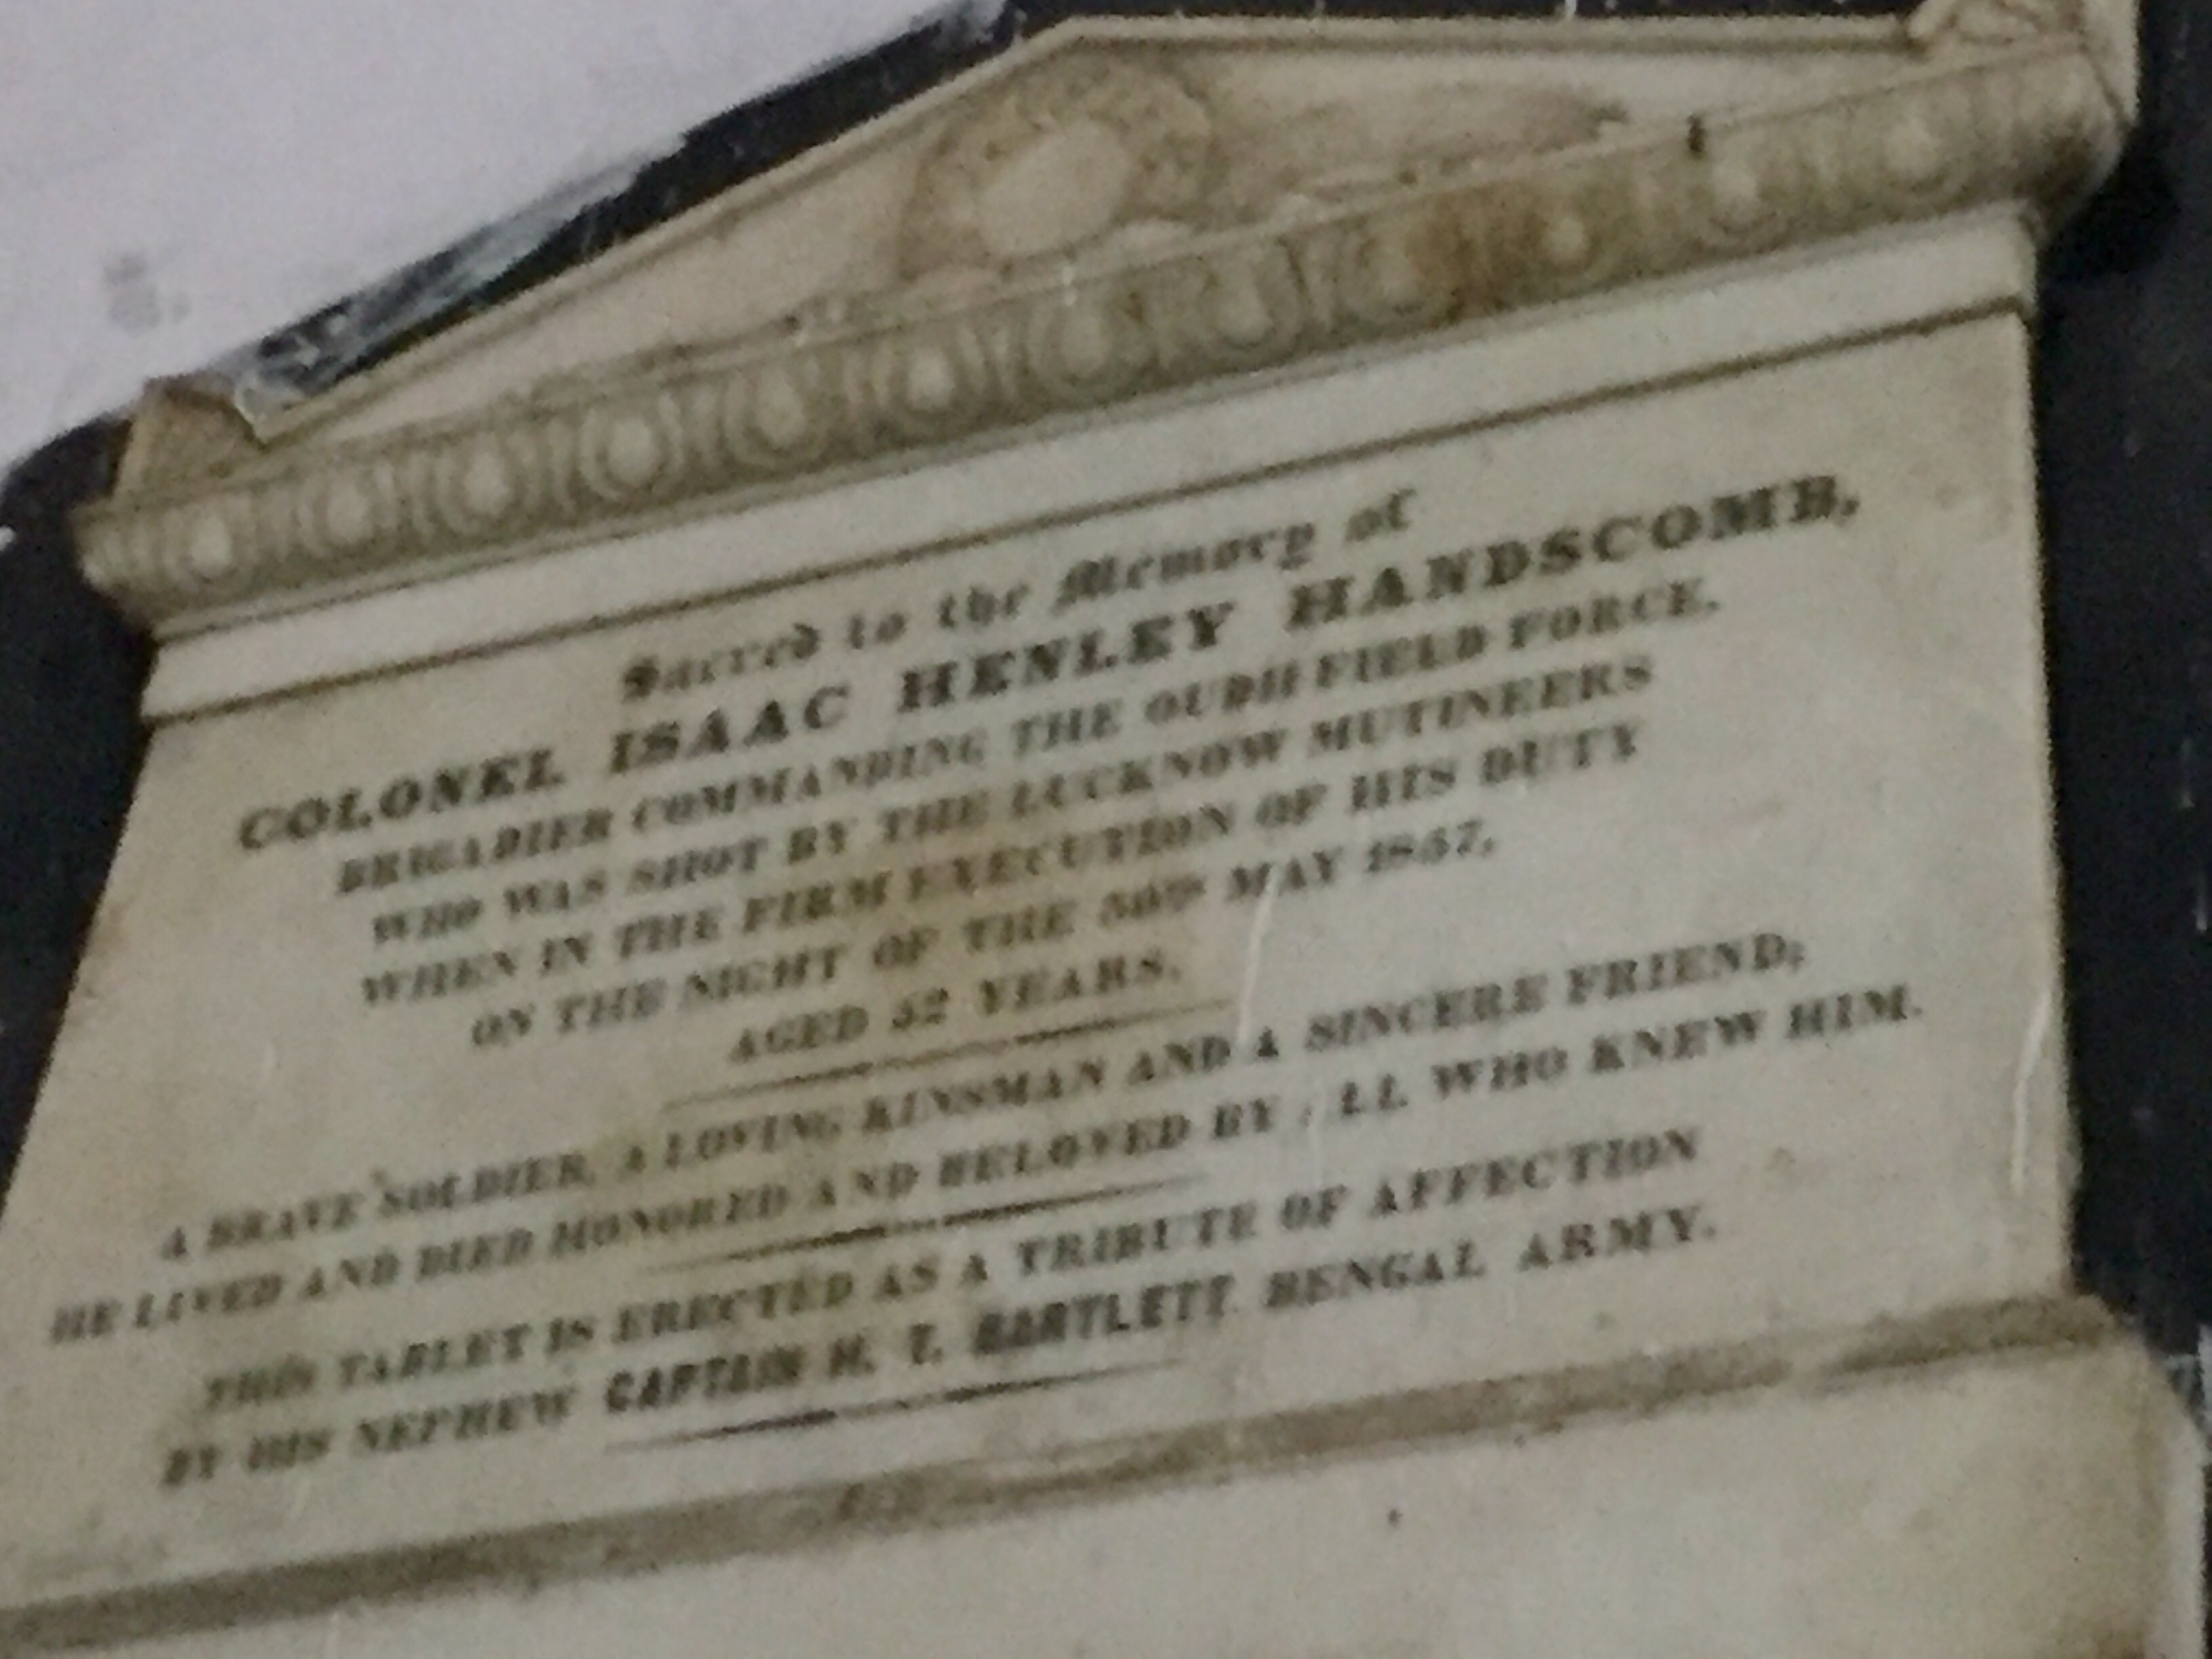 Sacred to the Memory of
COLONEL ISAAC HENLEY HANDSCOMB,
BRIGADIER COMMANDING THE OUDH FIELD FORCE.
WHO WAS SHOT BY THE LUCKNOW MUTINEERS
WHEN IN THE FIRM EXECUTION OF HIS DUTY
ON THE NIGHT OF THE 30TH MAY 1857,
AGED 52 YEARS.
A BRAVE SOLDIER, A LOVING KINSMAN AND A SINCERE FRIEND;
HE LIVED AND DIED HONORED AND BELOVED BY ALL WHO KNEW HIM.
THIS TABLET IS ERECTED AS A TRIBUTE OF AFFECTION
BY HIS NEPHEW CAPTAIN H. T. BARTLETT BENGAL ARMY.